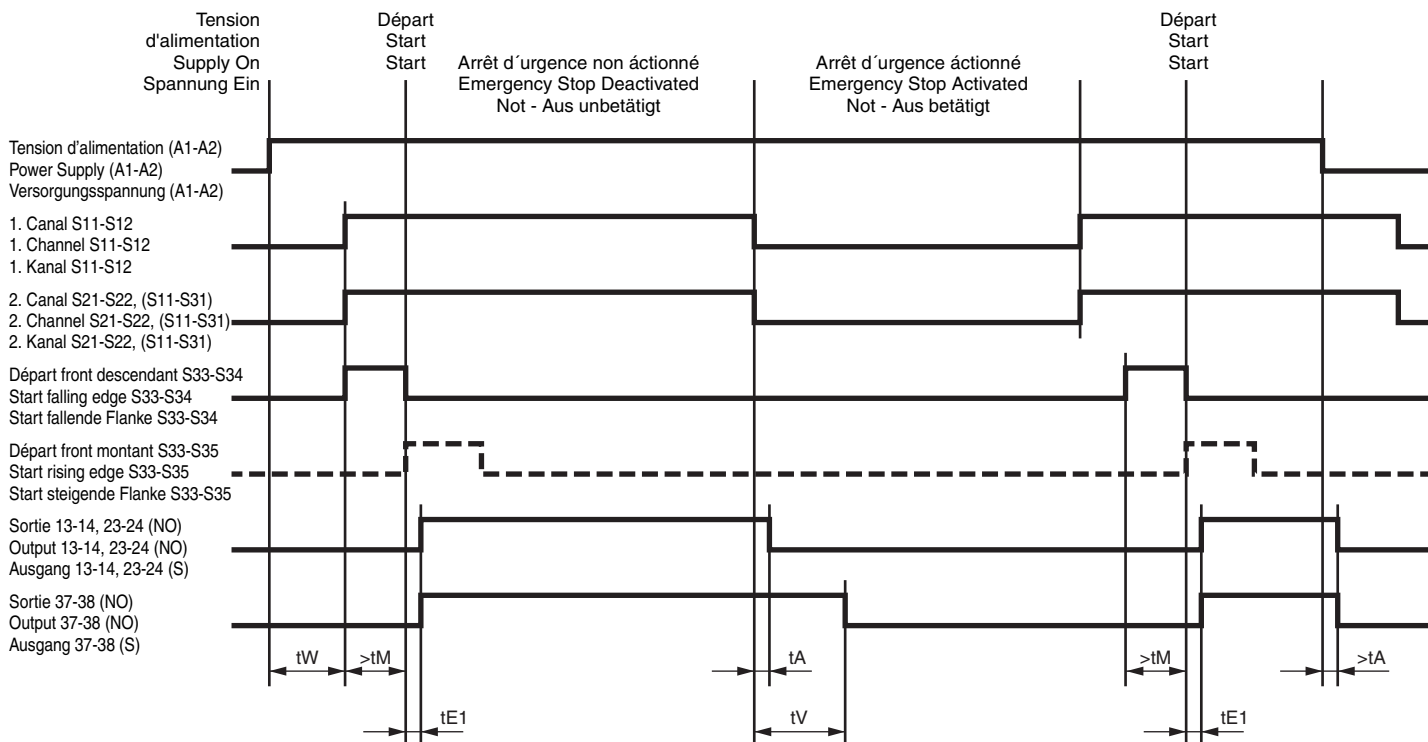 Tension
d'alimentation
Supply On
Spannung Ein
Départ
Start
Start
Arrêt d´urgence non áctionné
Emergency Stop Deactivated
Not - Aus unbetätigt
Arrêt d´urgence áctionné
Emergency Stop Activated
Not - Aus betätigt
Départ
Start
Start
Tension d'alimentation (A1-A2)
Power Supply (A1-A2)
Versorgungsspannung (A1-A2)
1. Canal S11-S12
1. Channel S11-S12
1. Kanal S11-S12
2. Canal S21-S22, (S11-S31)
2. Channel S21-S22, (S11-S31)
2. Kanal S21-S22, (S11-S31)
Départ front descendant S33-S34
Start falling edge S33-S34
Start fallende Flanke S33-S34
Départ front montant S33-S35
Start rising edge S33-S35
Start steigende Flanke S33-S35
Sortie 13-14, 23-24 (NO)
Output 13-14, 23-24 (NO)
Ausgang 13-14, 23-24 (S)
Sortie 37-38 (NO)
Output 37-38 (NO)
Ausgang 37-38 (S)
tW
>tM
tA
>tM
>tA
tE1
tV
tE1